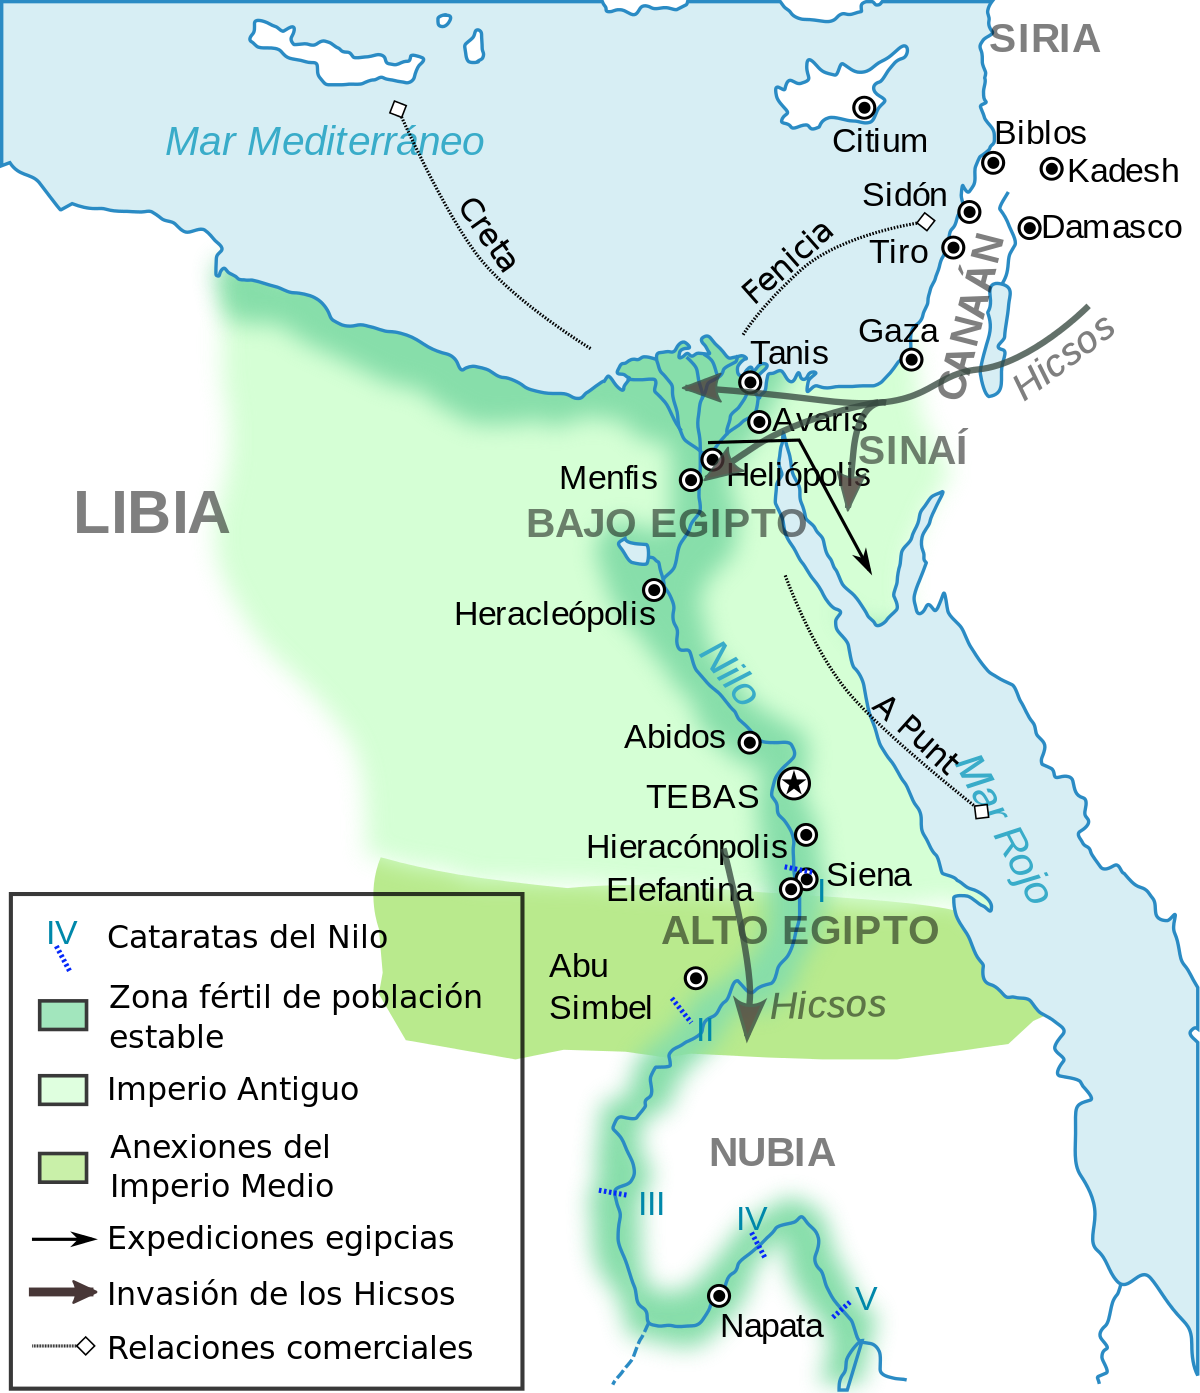 SIRIA
Mar Mediterráneo
Citium
Biblos
Kadesh
Sidón
Damasco
Tiro
Creta
Fenicia
CANAÁN
Gaza
Hicsos
Tanis
Avaris
SINAÍ
Menfis
Heliópolis
LIBIA
BAJO EGIPTO
Heracleópolis
Nilo
Abidos
A Punt
Mar Rojo
TEBAS
Hieracónpolis
Siena
Elefantina
I
ALTO EGIPTO
Abu
Simbel
Hicsos
II
NUBIA
III
IV
V
Napata
IV
Cataratas del Nilo
Zona fértil de población
estable
Imperio Antiguo
Anexiones del
Imperio Medio
Expediciones egipcias
Invasión de los Hicsos
Relaciones comerciales